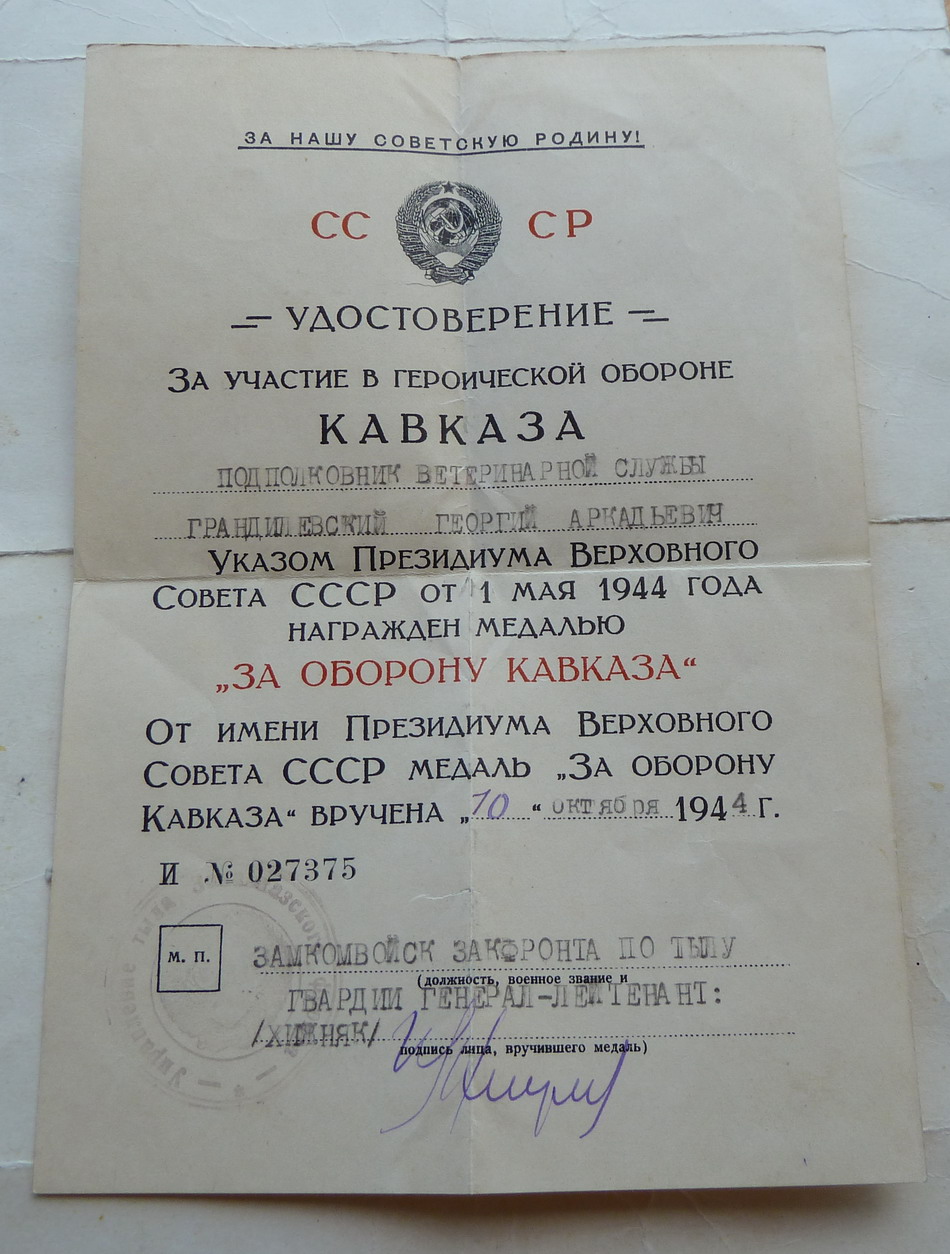 ЗА НАШУ СОВЕТСКУЮ РОДИНУ!
СС СР
УДОСТОВЕРЕНИЕ
ЗА УЧАСТИЕ В ГЕРОИЧЕСКОЙ ОБОРОНЕ
КАВКАЗА
ПОДПОЛКОВНИК ВЕТЕРИНАРНОЙ СЛУЖБЫ
ГРАНДИЛЕВСКИЙ ГЕОРГИЙ АРКАДЬЕВИЧ
УКАЗОМ ПРЕЗИДИУМА ВЕРХОВНОГО
СОВЕТА СССР ОТ 1 МАЯ 1944 ГОДА
НАГРАЖДЕН МЕДАЛЬЮ
„ЗА ОБОРОНУ КАВКАЗА“
ОТ ИМЕНИ ПРЕЗИДИУМА ВЕРХОВНОГО
СОВЕТА СССР МЕДАЛЬ „ЗА ОБОРОНУ
КАВКАЗА“ ВРУЧЕНА „10“ октября 1944 Г.
И № 027375
М. П.
ЗАМКОМВОЙСК ЗАКФРОНТА ПО ТЫЛУ
(должность, военное звание и
ГВАРДИИ ГЕНЕРАЛ-ЛЕЙТЕНАНТ:
/ХИЖНЯК/
подпись лица, вручившего медаль)
Управление тыла